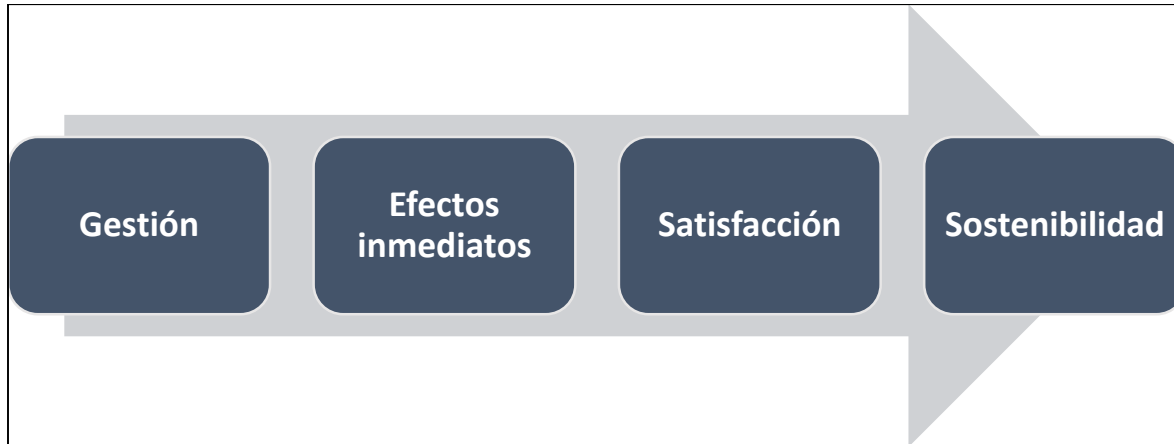 Gestión
Efectos
inmediatos
Satisfacción
Sostenibilidad